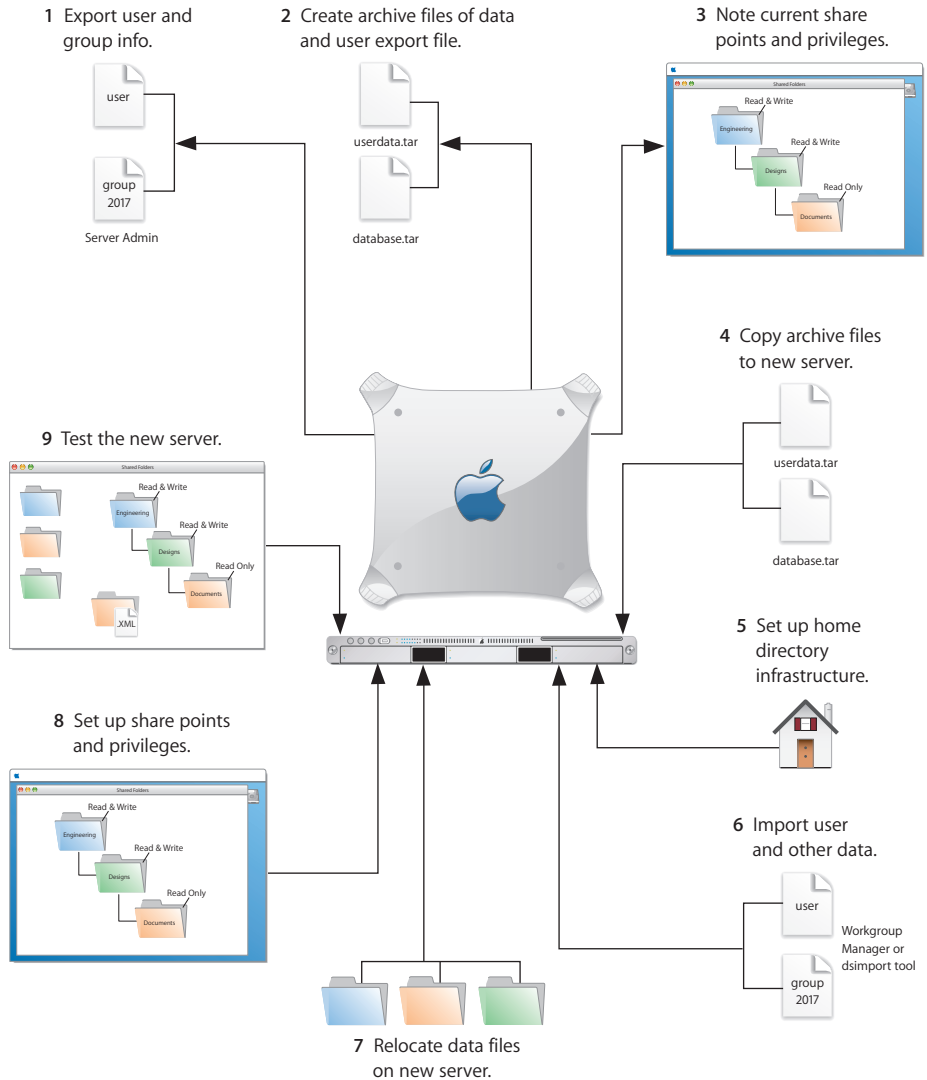 1 Export user and
group info.
user
group
2017
Server Admin
2 Create archive files of data
and user export file.
userdata.tar
database.tar
3 Note current share
points and privileges.
Shared Folders
Read & Write
Engineering
Read & Write
Designs
Read Only
Documents
4 Copy archive files
to new server.
userdata.tar
database.tar
5 Set up home
directory
infrastructure.
6 Import user
and other data.
user
group
2017
Workgroup
Manager or
dsimport tool
7 Relocate data files
on new server.
8 Set up share points
and privileges.
Shared Folders
Read & Write
Engineering
Read & Write
Designs
Read Only
Documents
9 Test the new server.
Shared Folders
Read & Write
Engineering
Read & Write
Designs
Read Only
Documents
.XML